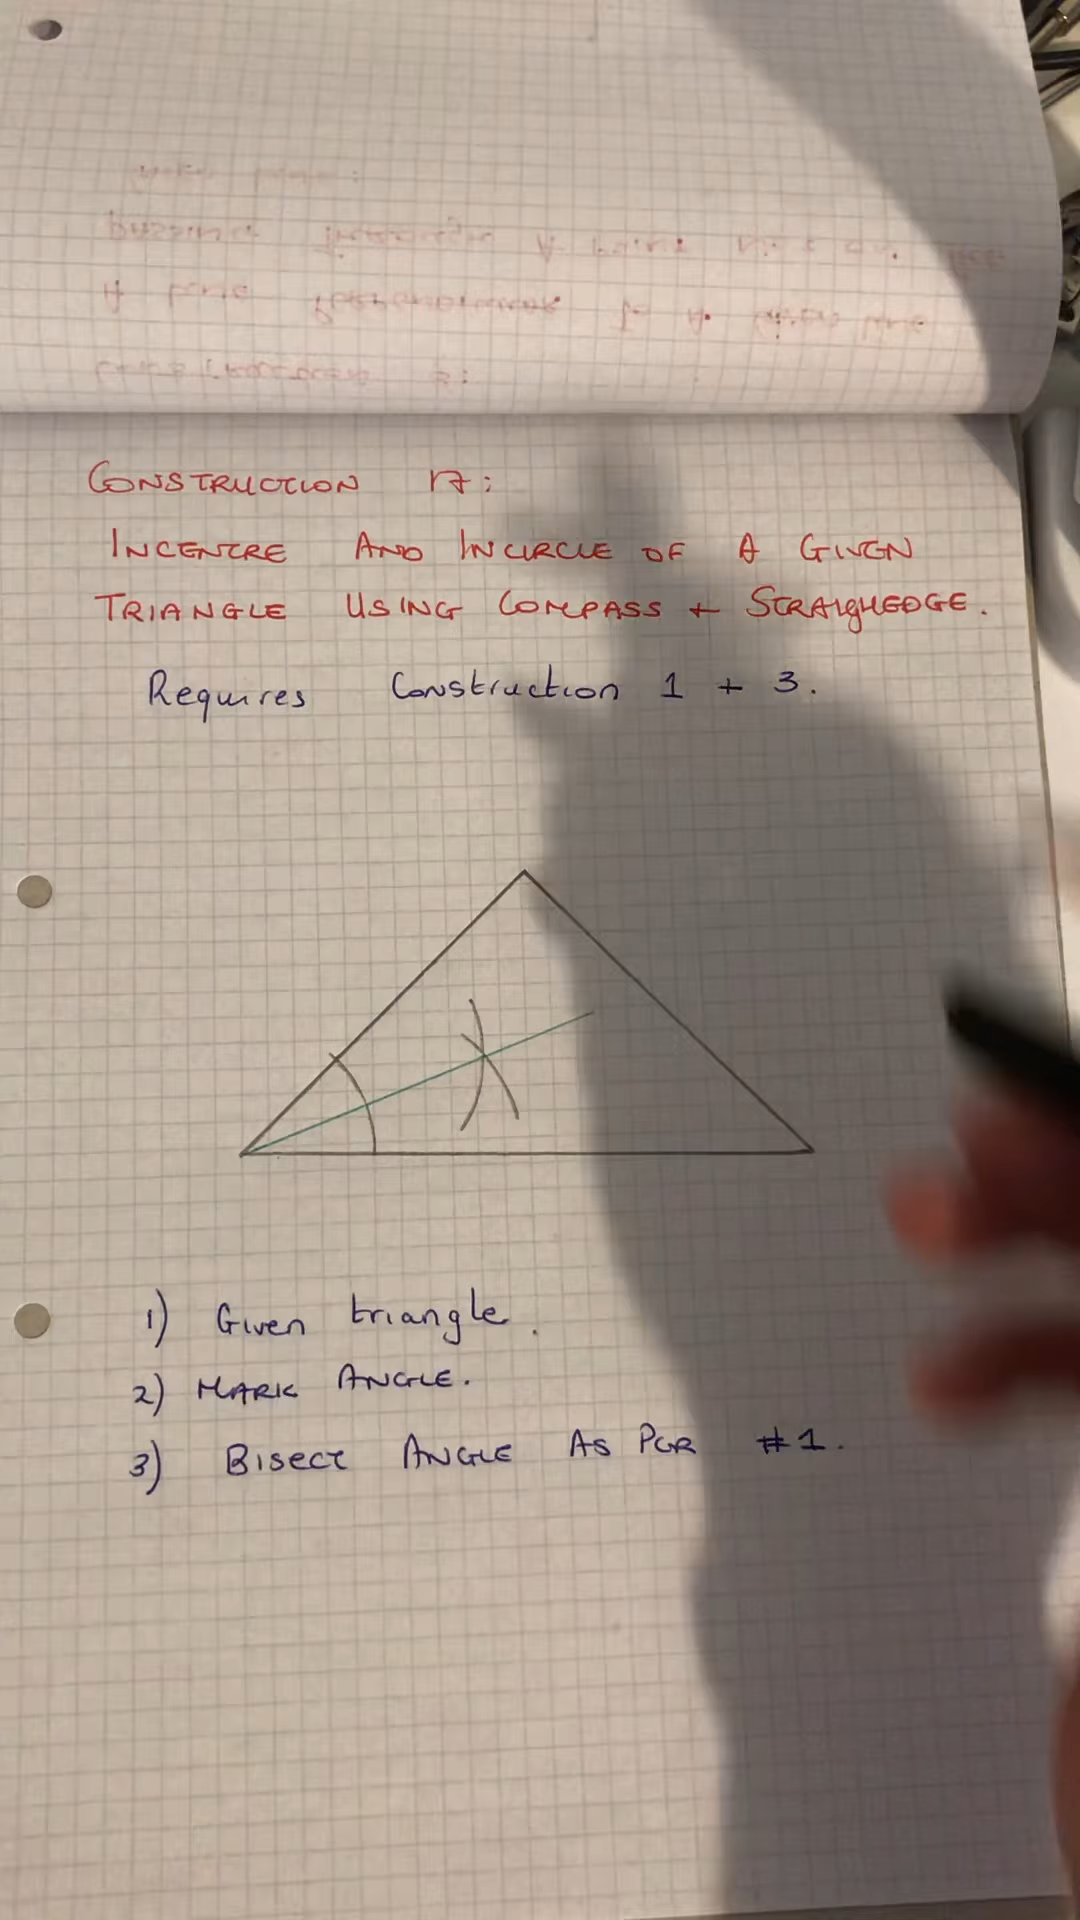 CONSTRUCTION 17:
INCENTRE AND INCIRCLE OF A GIVEN
TRIANGLE USING COMPASS + STRAIGHEDGE.
Requires Construction 1 + 3.
1) Given triangle.
2) MARK ANGLE.
3) BISECT ANGLE AS PER #1.